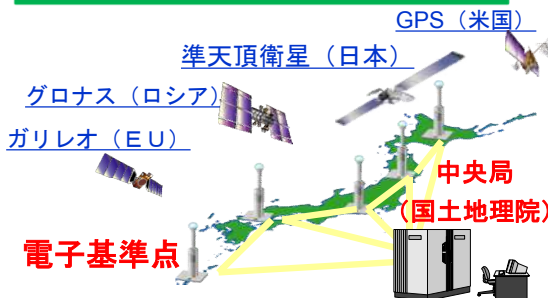 GPS（米国）
準天頂衛星（日本）
グロナス（ロシア）
ガリレオ（ＥＵ）
中央局
（国土地理院）
電子基準点